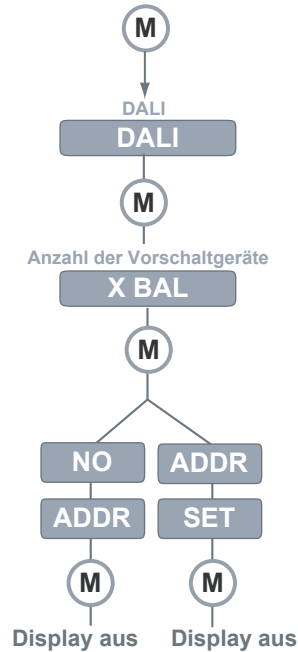 M
DALI
DALI
M
Anzahl der Vorschaltgeräte
X BAL
M
NO
ADDR
ADDR
SET
M
M
Display aus
Display aus